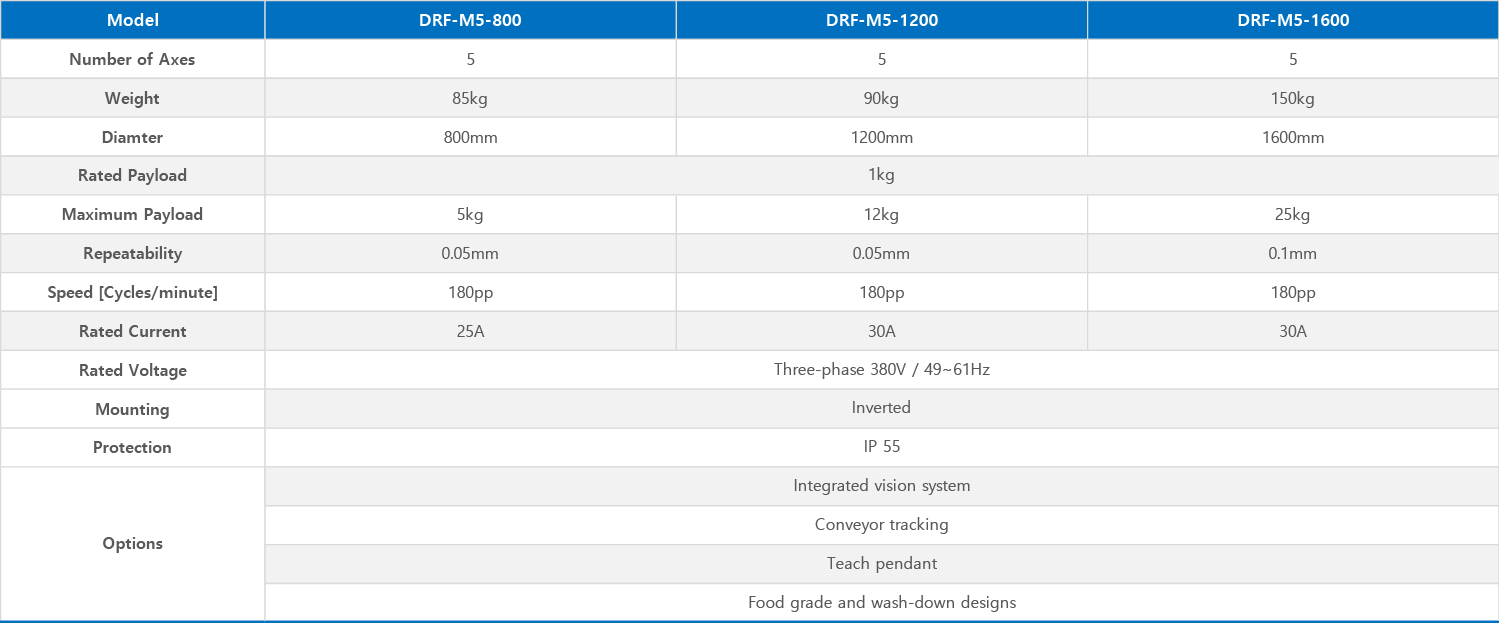 Model DRF-M5-800 DRF-M5-1200 DRF-M5-1600
Number of Axes 5 5 5
Weight 85kg 90kg 150kg
Diamter 800mm 1200mm 1600mm
Rated Payload 1kg
Maximum Payload 5kg 12kg 25kg
Repeatability 0.05mm 0.05mm 0.1mm
Speed [Cycles/minute] 180pp 180pp 180pp
Rated Current 25A 30A 30A
Rated Voltage Three-phase 380V / 49~61Hz
Mounting Inverted
Protection IP 55
Options
Integrated vision system
Conveyor tracking
Teach pendant
Food grade and wash-down designs